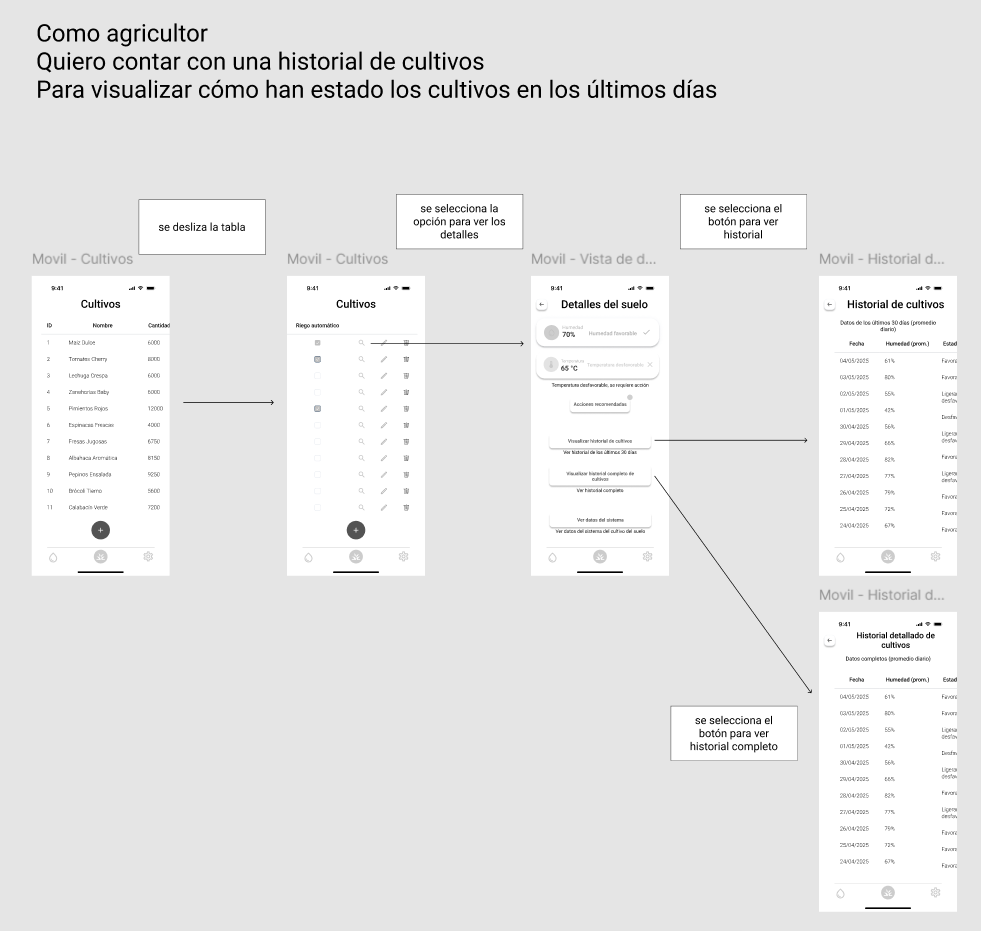 Como agricultor
Quiero contar con una historial de cultivos
Para visualizar cómo han estado los cultivos en los últimos días
se desliza la tabla
se selecciona la
opción para ver los
detalles
se selecciona el
botón para ver
historial
Movil - Cultivos
9:41
Cultivos
ID Nombre Cantidad
1 Maíz Dulce 6000
2 Tomates Cherry 8000
3 Lechuga Crespa 6000
4 Zanahorias Baby 6000
5 Pimientos Rojos 12000
6 Espinacas Frescas 4000
7 Fresas Jugosas 6750
8 Albahaca Aromática 8150
9 Pepinos Ensalada 9250
10 Brócoli Tierno 5600
11 Calabacín Verde 7200
+
Movil - Cultivos
9:41
Cultivos
Riego automático
+
Movil - Vista de d...
9:41
Detalles del suelo
Humedad
70% Humedad favorable
Temperatura
65 °C Temperatura desfavorable
Temperatura desfavorable, se requiere acción
Acciones recomendadas
Visualizar historial de cultivos
Ver historial de los últimos 30 días
Visualizar historial completo de
cultivos
Ver historial completo
Ver datos del sistema
Ver datos del sistema del cultivo del suelo
Movil - Historial d...
9:41
Historial de cultivos
Datos de los últimos 30 días (promedio
diario)
Fecha Humedad (prom.) Estad
04/05/2025 61% Favora
03/05/2025 80% Favora
02/05/2025 55% Ligera
desfav
01/05/2025 42% Desfav
30/04/2025 56% Ligera
desfav
29/04/2025 66% Favora
28/04/2025 82% Favora
27/04/2025 77% Ligera
desfav
26/04/2025 79% Favora
25/04/2025 72% Favora
24/04/2025 67% Favora
Movil - Historial d...
9:41
Historial detallado de
cultivos
Datos completos (promedio diario)
Fecha Humedad (prom.) Estad
04/05/2025 61% Favora
03/05/2025 80% Favora
02/05/2025 55% Ligera
desfav
01/05/2025 42% Desfav
30/04/2025 56% Ligera
desfav
29/04/2025 66% Favora
28/04/2025 82% Favora
27/04/2025 77% Ligera
desfav
26/04/2025 79% Favora
25/04/2025 72% Favora
24/04/2025 67% Favora
se selecciona el
botón para ver
historial completo